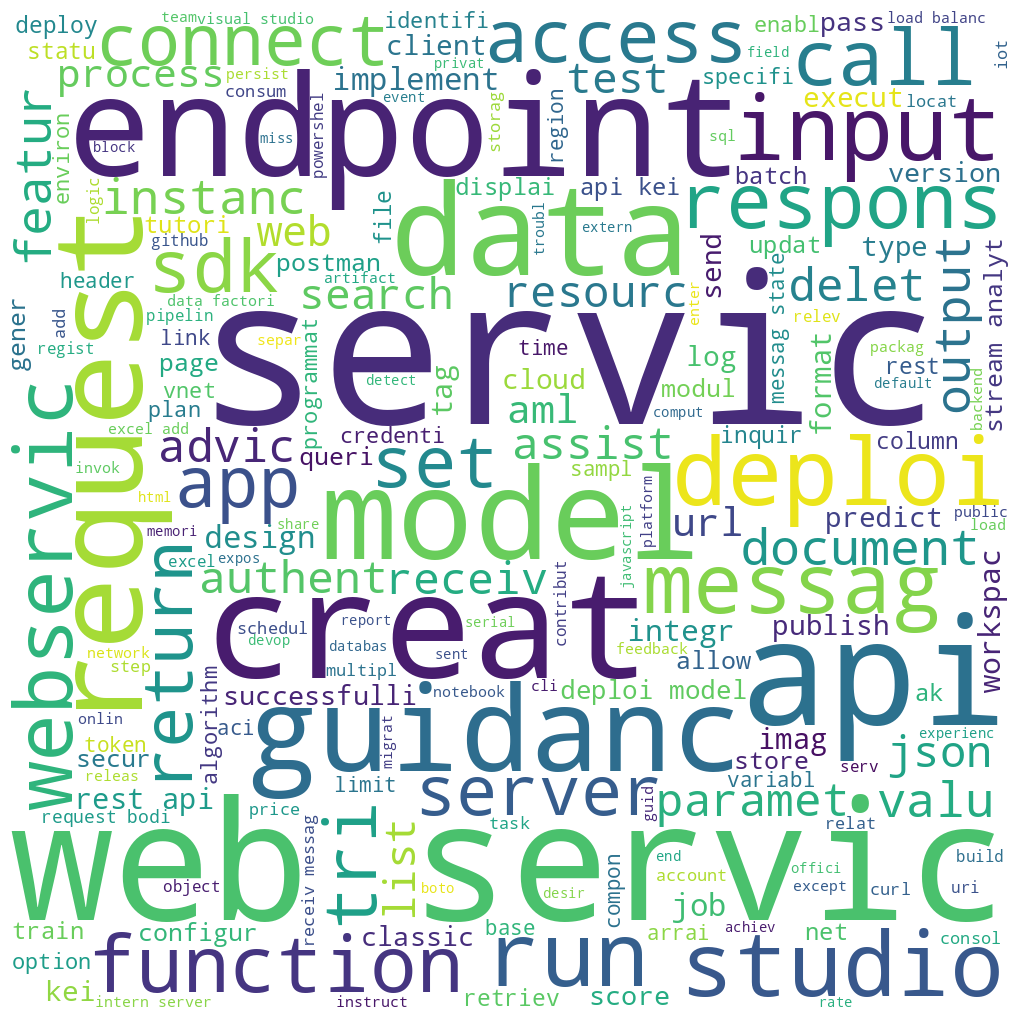 deploy
team
visual studio
identifi
enabl
pass
load balanc
connect
access
statu
client
privat
field
call
iot
process
persist
consum
implement
event
test
specifi
execut
locat
endpoint
input
block
miss
powershel
storag
region
sql
featur
environ
logic
instanc
displai
api kei
batch
version
data
respons
tutori
github
web
file
troubl
extern
updat
type
header
sdk
postman
artifact
send
messag state
delet
output
stream analyt
data factori
search
resourc
enter
relev
gener
add
pipelin
regist
link
separ
programmat
servic
time
log
rest
packag
page
detect
tag
cloud
modul
format
default
backend
vnet
plan
aml
comput
excel add
credenti
inquir
column
webservic
request
advic
queri
assist
set
sampl
deploi
invok
html
app
model
platform
url
predict
public
load
memori
share
javascript
design
document
excel
expos
authent
receiv
messag
workspac
return
creat
contribut
schedul
report
serial
integr
publish
devop
databas
sent
feedback
network
step
multipl
allow
api
algorithm
successfulli
notebook
cli
deploi model
ak
onlin
aci
guidanc
migrat
imag
experienc
token
secur
store
serv
json
releas
limit
variabl
rest api
price
server
guid
paramet
valu
request bodi
task
relat
web servic
tri
list
receiv messag
end
offici
build
object
boto
desir
compon
account
except
curl
uri
job
train
configur
classic
base
arrai
achiev
net
consol
option
function
run
studio
kei
intern server
instruct
retriev
score
rate